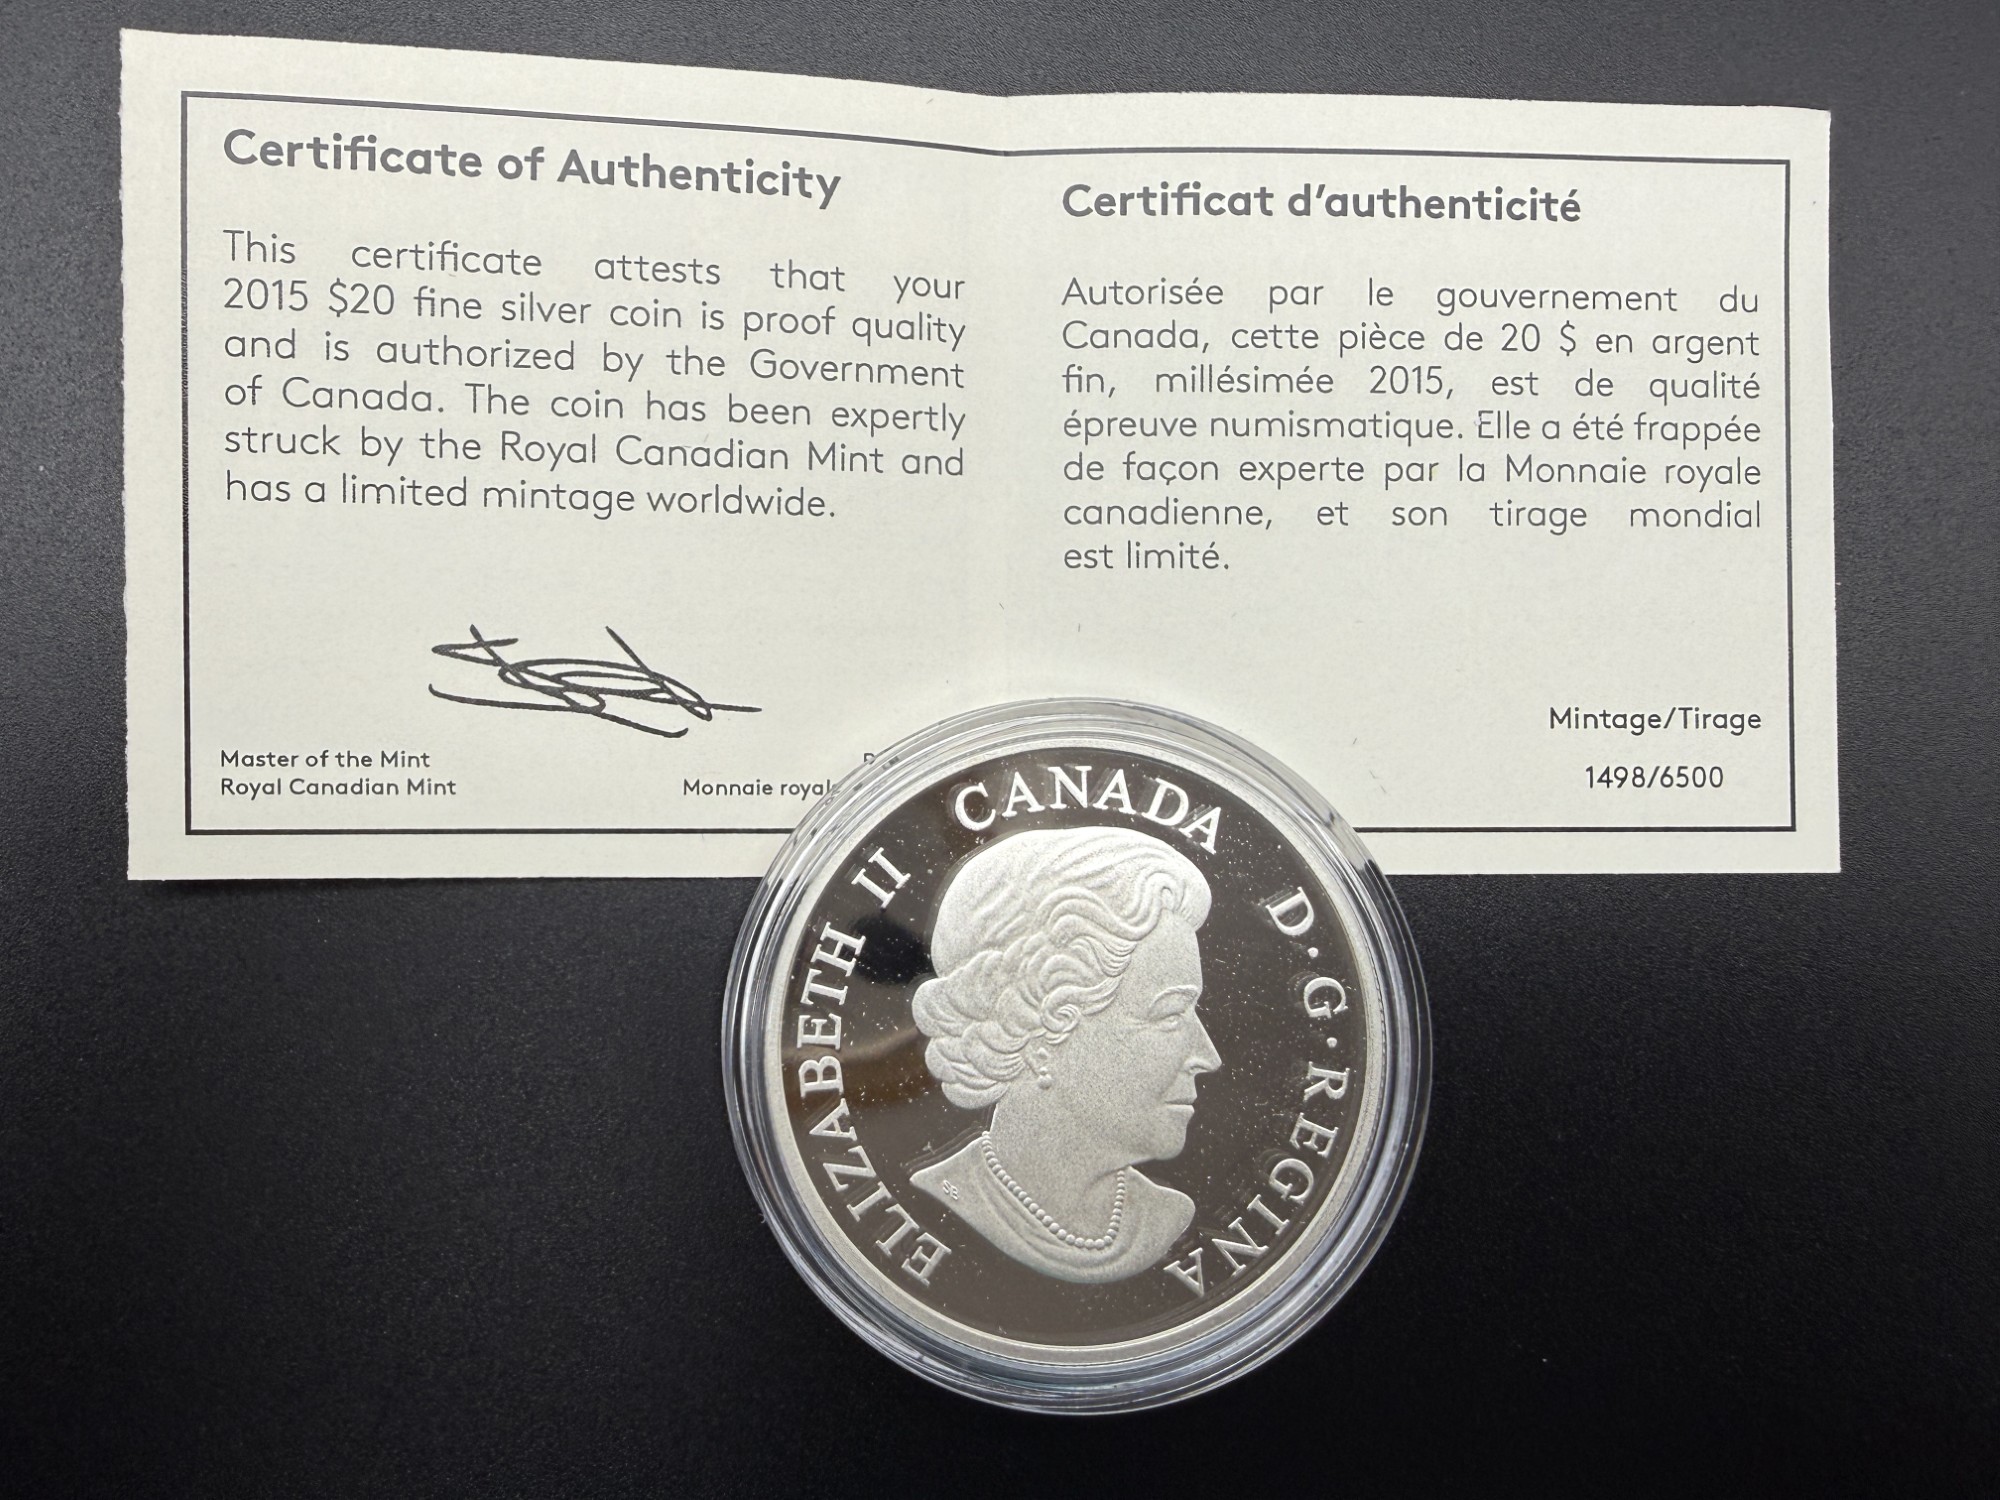 Certificate of Authenticity
This certificate attests that your
2015 $20 fine silver coin is proof quality
and is authorized by the Government
of Canada. The coin has been expertly
struck by the Royal Canadian Mint and
has a limited mintage worldwide.
Master of the Mint
Royal Canadian Mint
Monnaie
Certificat d'authenticité
Autorisée par le gouvernement du
Canada, cette pièce de 20 $ en argent
fin, millésimée 2015, est de qualité
épreuve numismatique. Elle a été frappée
de façon experte par la Monnaie royale
canadienne, et son tirage mondial
est limité.
Mintage/Tirage
1498/6500
ELIZABETH II CANADA D·G·REGINA
SB